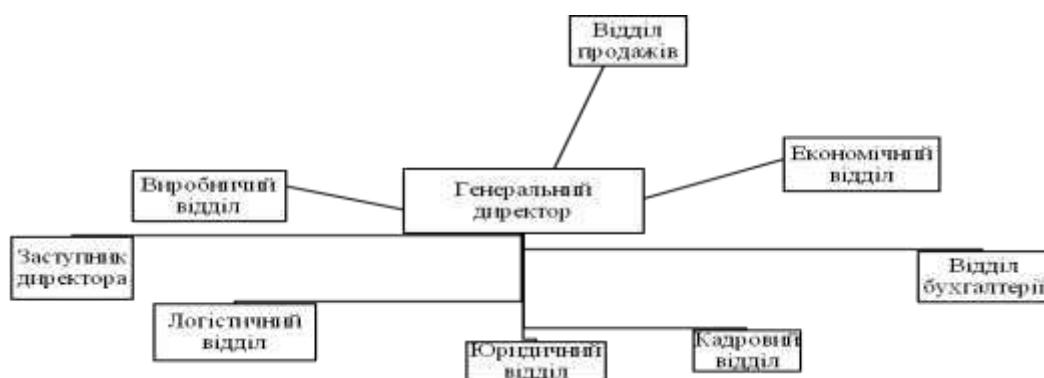 Відділ
продажів
Економічний
відділ
Виробничий
відділ
Генеральний
директор
Заступник
директора
Відділ
бухгалтерії
Логістичний
відділ
Юридичний
відділ
Кадровий
відділ